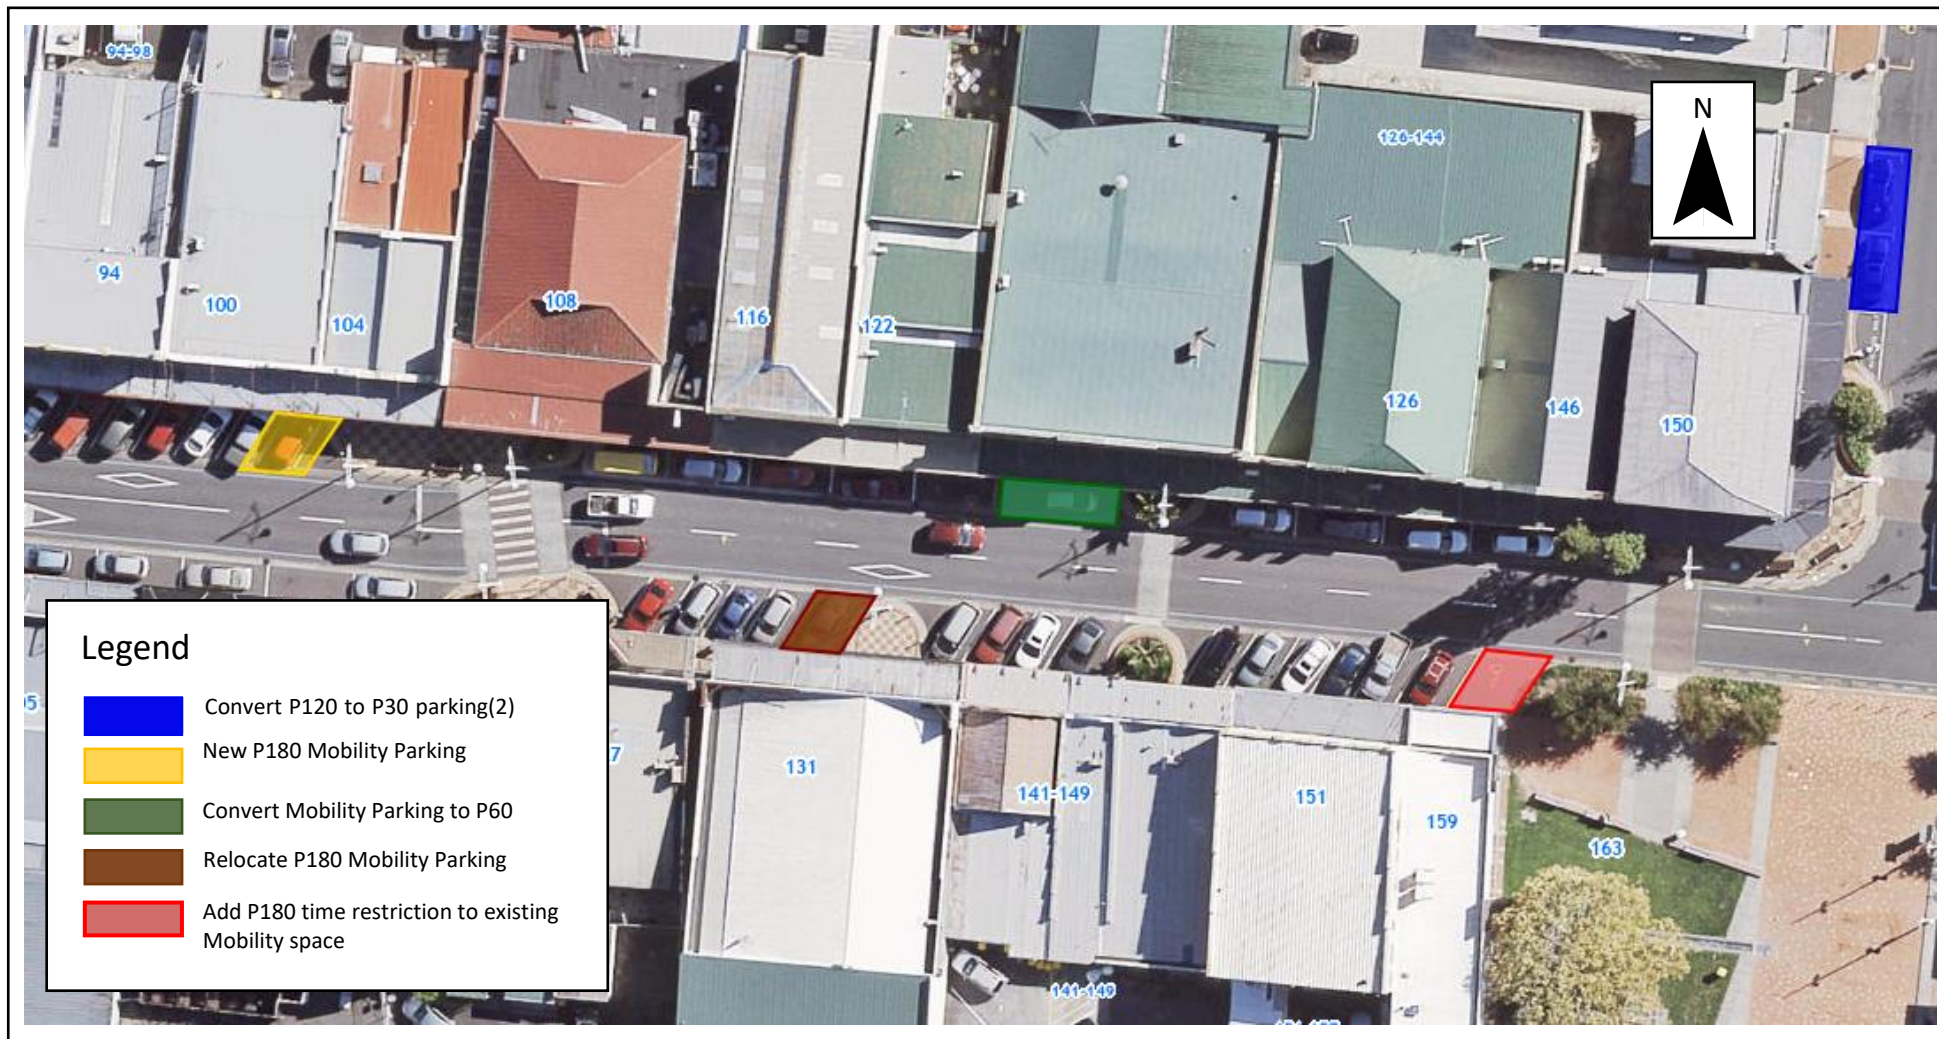 94-98
N
126-144
94
100
104
108
116
122
126
146
150
Legend
Convert P120 to P30 parking(2)
New P180 Mobility Parking
Convert Mobility Parking to P60
Relocate P180 Mobility Parking
Add P180 time restriction to existing
Mobility space
131
141-149
151
159
163
141-149